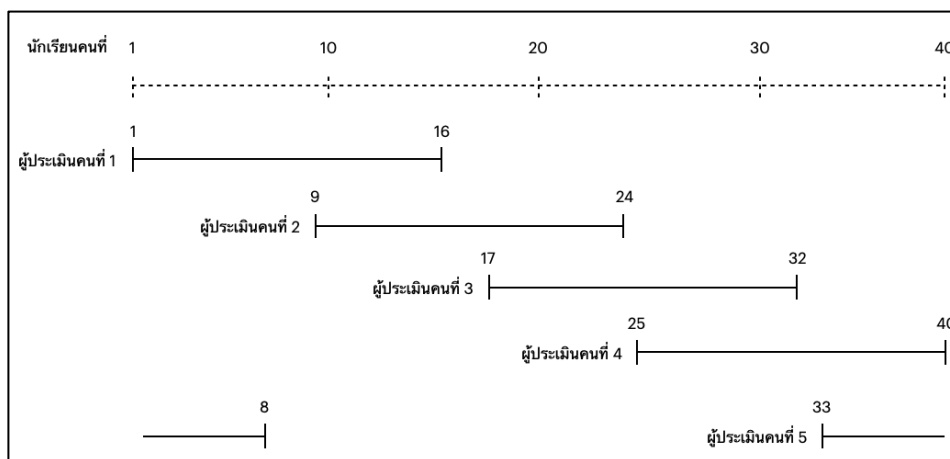 นักเรียนคนที่ 1 10 20 30 40
1 16
ผู้ประเมินคนที่ 1
9 24
ผู้ประเมินคนที่ 2
17 32
ผู้ประเมินคนที่ 3
25 40
ผู้ประเมินคนที่ 4
8 33
ผู้ประเมินคนที่ 5